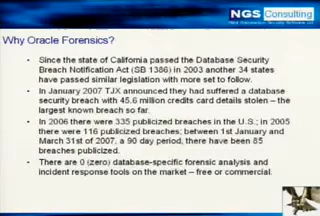 NGS Consulting
Next Generation Security Software Ltd.
Why Oracle Forensics?
• Since the state of California passed the Database Security
Breach Notification Act (SB 1386) in 2003 another 34 states
have passed similar legislation with more set to follow.
• In January 2007 TJX announced they had suffered a database
security breach with 45.6 million credits card details stolen – the
largest known breach so far.
• In 2006 there were 335 publicized breaches in the U.S.; in 2005
there were 116 publicized breaches; between 1st January and
March 31st of 2007, a 90 day period, there have been 85
breaches publicized.
• There are 0 (zero) database-specific forensic analysis and
incident response tools on the market – free or commercial.